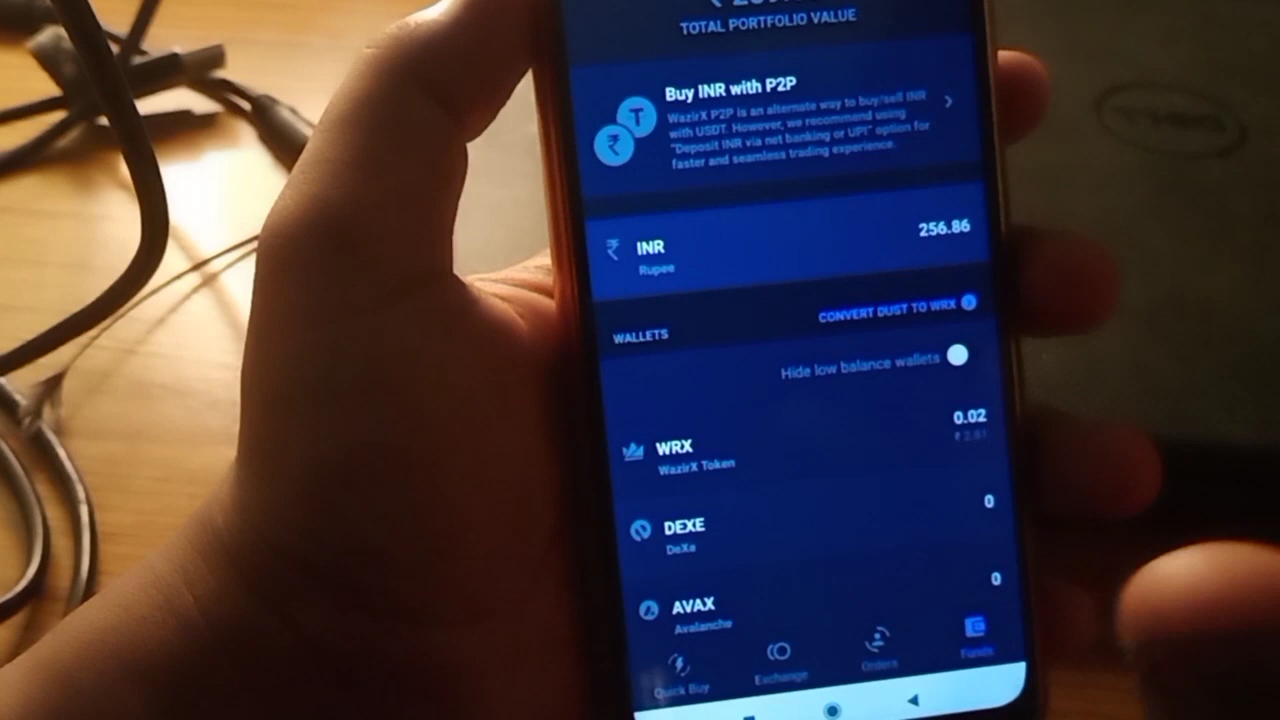 TOTAL PORTFOLIO VALUE
Buy INR with P2P
WazirX P2P is an alternate way to buy/sell INR
with USDT. However, we recommend using
"Deposit INR via net banking or UPI" option for
faster and seamless trading experience.
₹ INR 256.86
Rupee
WALLETS CONVERT DUST TO WRX
Hide low balance wallets
WRX 0.02
WazirX Token
DEXE 0
DeXe
AVAX 0
Avalanche
Quick Buy Exchange Orders Funds